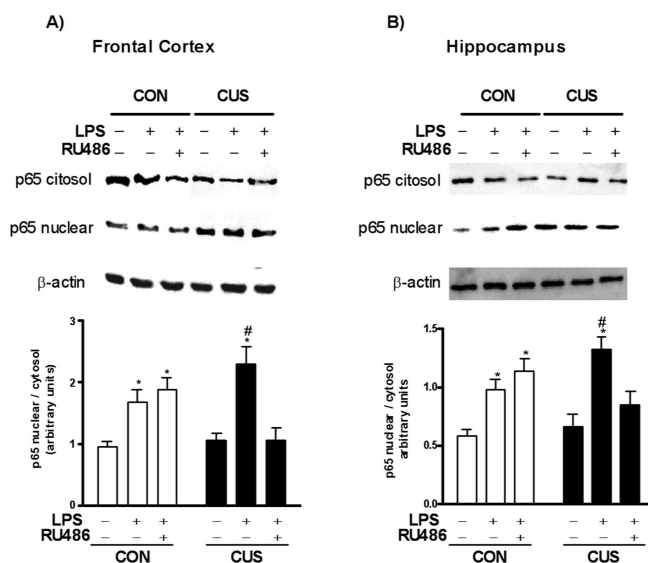 A)
Frontal Cortex
CON CUS
LPS – + + – + +
RU486 – – + – – +
p65 citosol
p65 nuclear
β-actin
p65 nuclear / cytosol
(arbitrary units)
3
2
1
0
* * # *
LPS – + + – + +
RU486 – – + – – +
CON CUS
B)
Hippocampus
CON CUS
LPS – + + – + +
RU486 – – + – – +
p65 citosol
p65 nuclear
β-actin
p65 nuclear / cytosol
arbitrary units
1.5
1.0
0.5
0.0
* * # *
LPS – + + – + +
RU486 – – + – – +
CON CUS